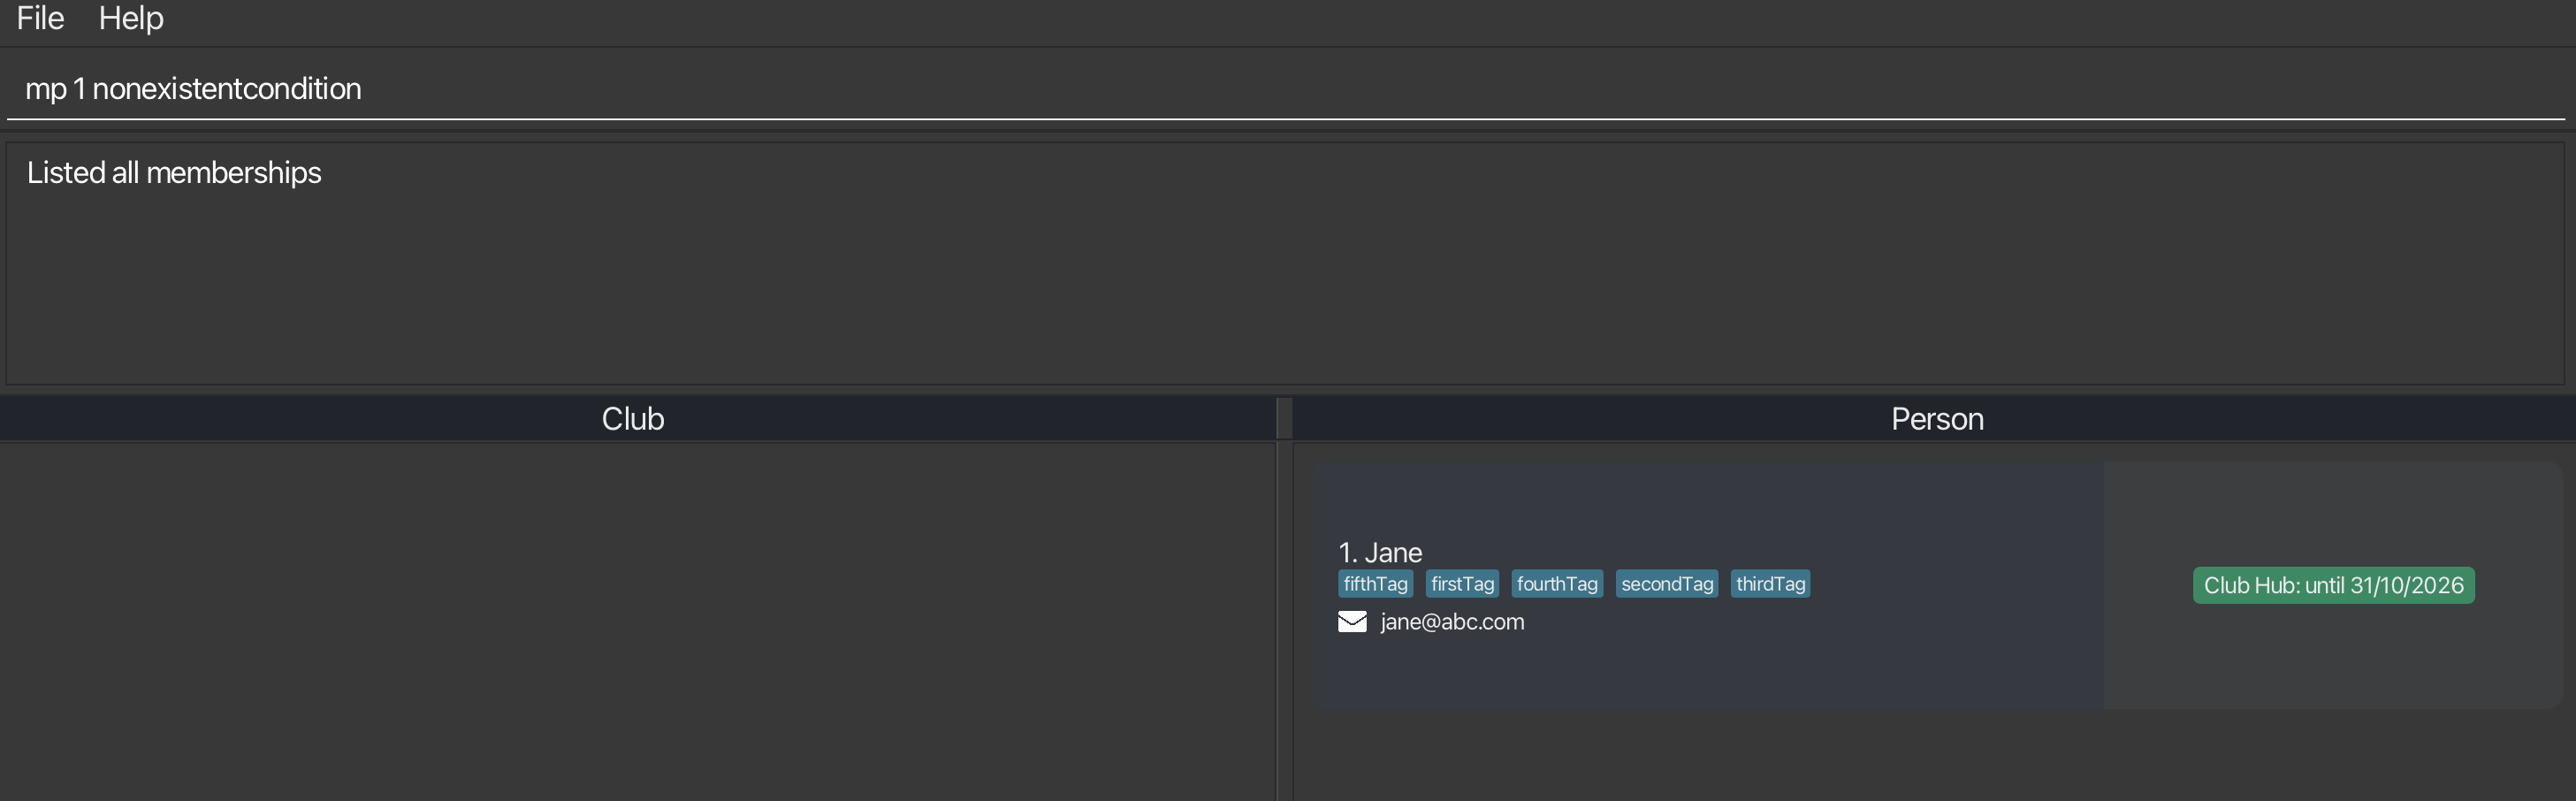 File Help
mp 1 nonexistentcondition
Listed all memberships
Club
Person
1. Jane
fifthTag firstTag fourthTag secondTag thirdTag
jane@abc.com
Club Hub: until 31/10/2026